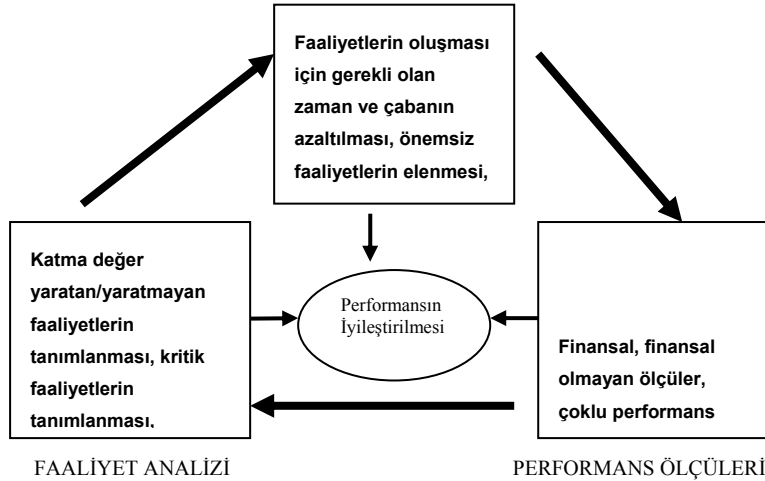 Faaliyetlerin oluşması
için gerekli olan
zaman ve çabanın
azaltılması, önemsiz
faaliyetlerin elenmesi,
Katma değer
yaratan/yaratmayan
faaliyetlerin
tanımlanması, kritik
faaliyetlerin
tanımlanması,
Performansın
İyileştirilmesi
Finansal, finansal
olmayan ölçüler,
çoklu performans
FAALİYET ANALİZİ
PERFORMANS ÖLÇÜLERİ